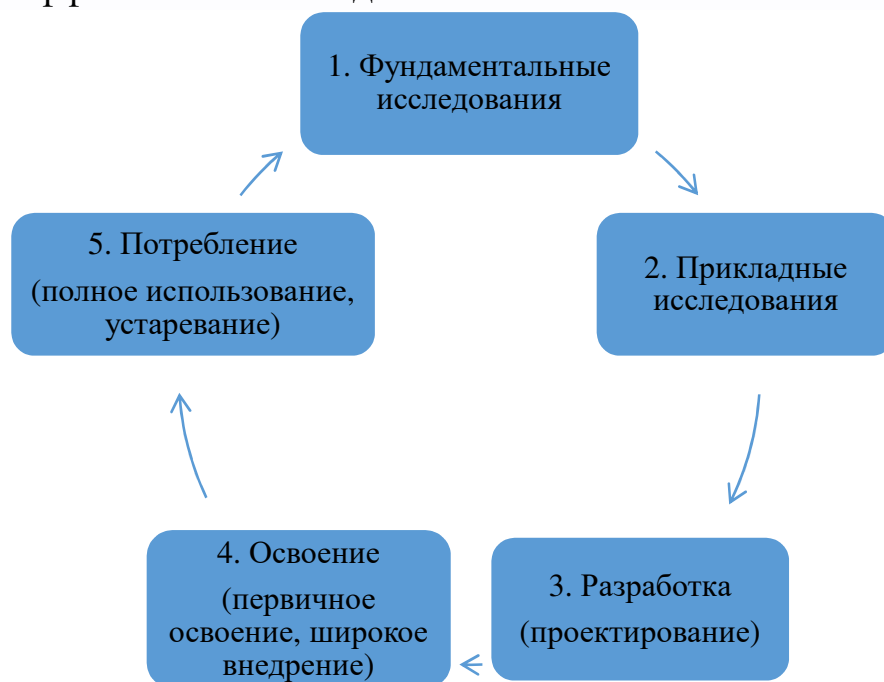 1. Фундаментальные
исследования
2. Прикладные
исследования
3. Разработка
(проектирование)
4. Освоение
(первичное
освоение, широкое
внедрение)
5. Потребление
(полное использование,
устаревание)